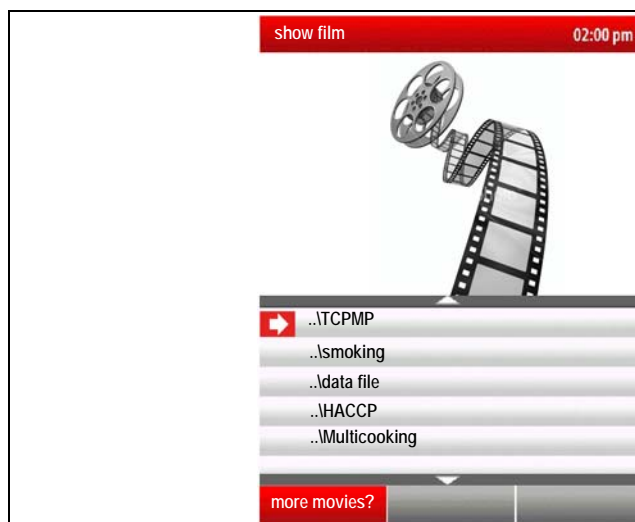 show film 02:00 pm
..\TCPMP
..\smoking
..\data file
..\HACCP
..\Multicooking
more movies?